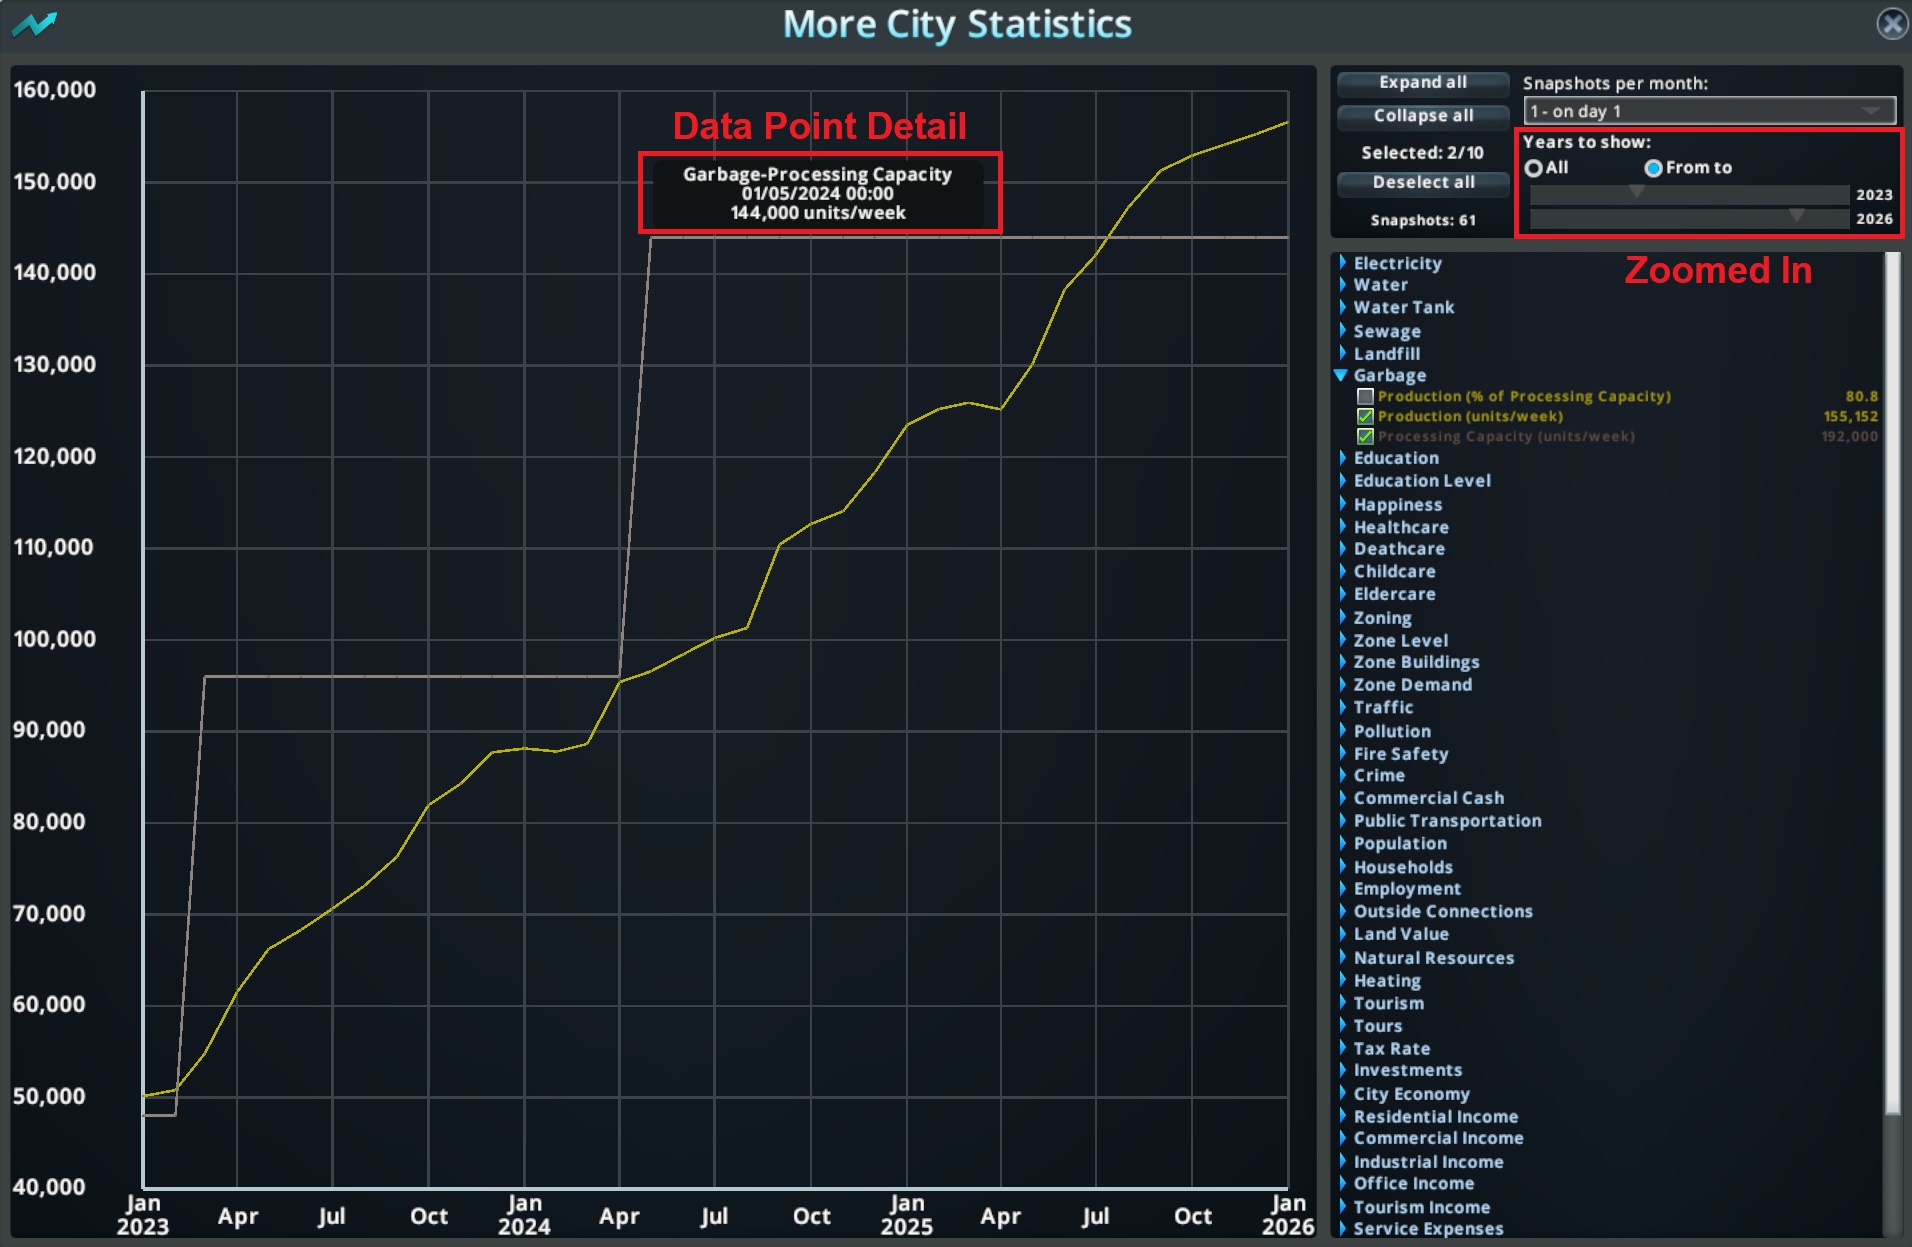 More City Statistics
160,000
150,000
140,000
130,000
120,000
110,000
100,000
90,000
80,000
70,000
60,000
50,000
40,000
Data Point Detail
Garbage-Processing Capacity
01/05/2024 00:00
144,000 units/week
Jan 2023
Apr
Jul
Oct
Jan 2024
Apr
Jul
Oct
Jan 2025
Apr
Jul
Oct
Jan 2026
Expand all
Collapse all
Selected: 2/10
Deselect all
Snapshots: 61
Snapshots per month:
1 - on day 1
Years to show:
All From to
2023
2026
Zoomed In
Electricity
Water
Water Tank
Sewage
Landfill
Garbage
Production (% of Processing Capacity) 80.8
Production (units/week) 155,152
Processing Capacity (units/week) 192,000
Education
Education Level
Happiness
Healthcare
Deathcare
Childcare
Eldercare
Zoning
Zone Level
Zone Buildings
Zone Demand
Traffic
Pollution
Fire Safety
Crime
Commercial Cash
Public Transportation
Population
Households
Employment
Outside Connections
Land Value
Natural Resources
Heating
Tourism
Tours
Tax Rate
Investments
City Economy
Residential Income
Commercial Income
Industrial Income
Office Income
Tourism Income
Service Expenses